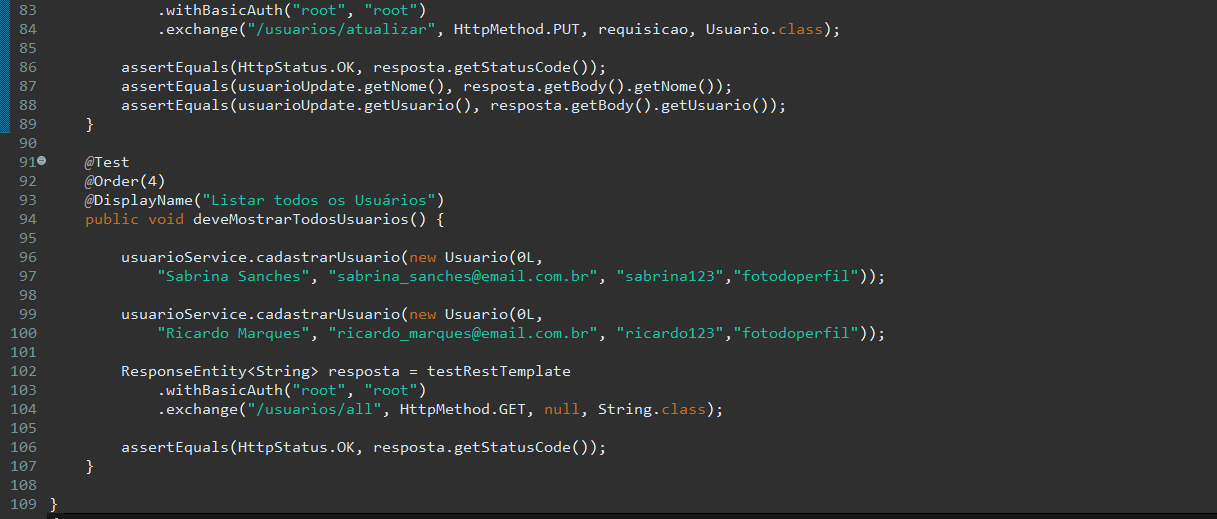 83 .withBasicAuth("root", "root")
84 .exchange("/usuarios/atualizar", HttpMethod.PUT, requisicao, Usuario.class);
85
86 assertEquals(HttpStatus.OK, resposta.getStatusCode());
87 assertEquals(usuarioUpdate.getNome(), resposta.getBody().getNome());
88 assertEquals(usuarioUpdate.getUsuario(), resposta.getBody().getUsuario());
89 }
90
91 @Test
92 @Order(4)
93 @DisplayName("Listar todos os Usuários")
94 public void deveMostrarTodosUsuarios() {
95
96 usuarioService.cadastrarUsuario(new Usuario(0L,
97 "Sabrina Sanches", "sabrina_sanches@email.com.br", "sabrina123","fotodoperfil"));
98
99 usuarioService.cadastrarUsuario(new Usuario(0L,
100 "Ricardo Marques", "ricardo_marques@email.com.br", "ricardo123","fotodoperfil"));
101
102 ResponseEntity<String> resposta = testRestTemplate
103 .withBasicAuth("root", "root")
104 .exchange("/usuarios/all", HttpMethod.GET, null, String.class);
105
106 assertEquals(HttpStatus.OK, resposta.getStatusCode());
107 }
108
109 }